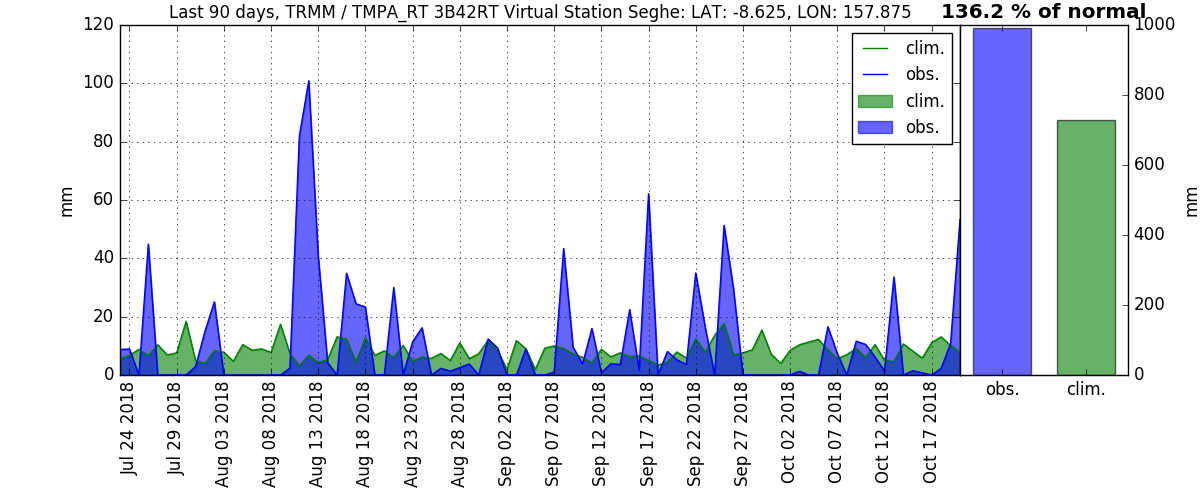 Last 90 days, TRMM / TMPA_RT 3B42RT Virtual Station Seghe: LAT: -8.625, LON: 157.875
136.2 % of normal
120
100
80
60
40
20
0
mm
clim.
obs.
clim.
obs.
1000
800
600
400
200
0
mm
obs.
clim.
Jul 24 2018
Jul 29 2018
Aug 03 2018
Aug 08 2018
Aug 13 2018
Aug 18 2018
Aug 23 2018
Aug 28 2018
Sep 02 2018
Sep 07 2018
Sep 12 2018
Sep 17 2018
Sep 22 2018
Sep 27 2018
Oct 02 2018
Oct 07 2018
Oct 12 2018
Oct 17 2018